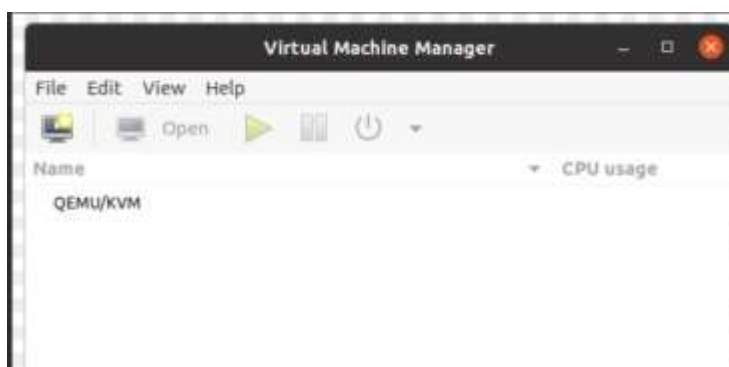 Virtual Machine Manager
File Edit View Help
Open
Name CPU usage
QEMU/KVM